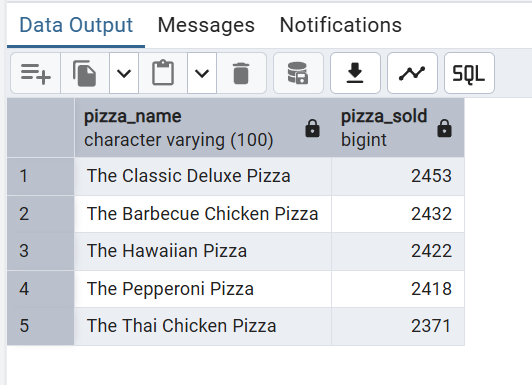 Data Output Messages Notifications
SQL
pizza_name pizza_sold
character varying (100) bigint
1 The Classic Deluxe Pizza 2453
2 The Barbecue Chicken Pizza 2432
3 The Hawaiian Pizza 2422
4 The Pepperoni Pizza 2418
5 The Thai Chicken Pizza 2371